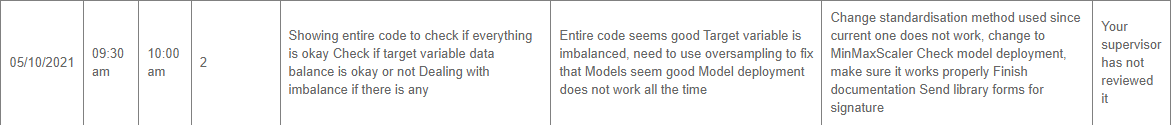 05/10/2021
09:30
am
10:00
am
2
Showing entire code to check if everything
is okay Check if target variable data
balance is okay or not Dealing with
imbalance if there is any
Entire code seems good Target variable is
imbalanced, need to use oversampling to fix
that Models seem good Model deployment
does not work all the time
Change standardisation method used since
current one does not work, change to
MinMaxScaler Check model deployment,
make sure it works properly Finish
documentation Send library forms for
signature
Your
supervisor
has not
reviewed
it